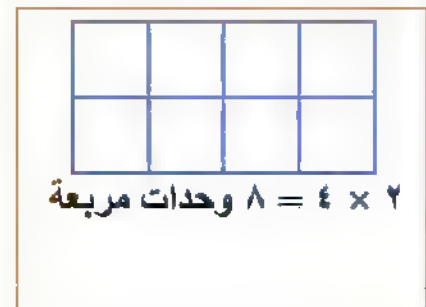 ٢ × ٤ = ٨ وحدات مربعة